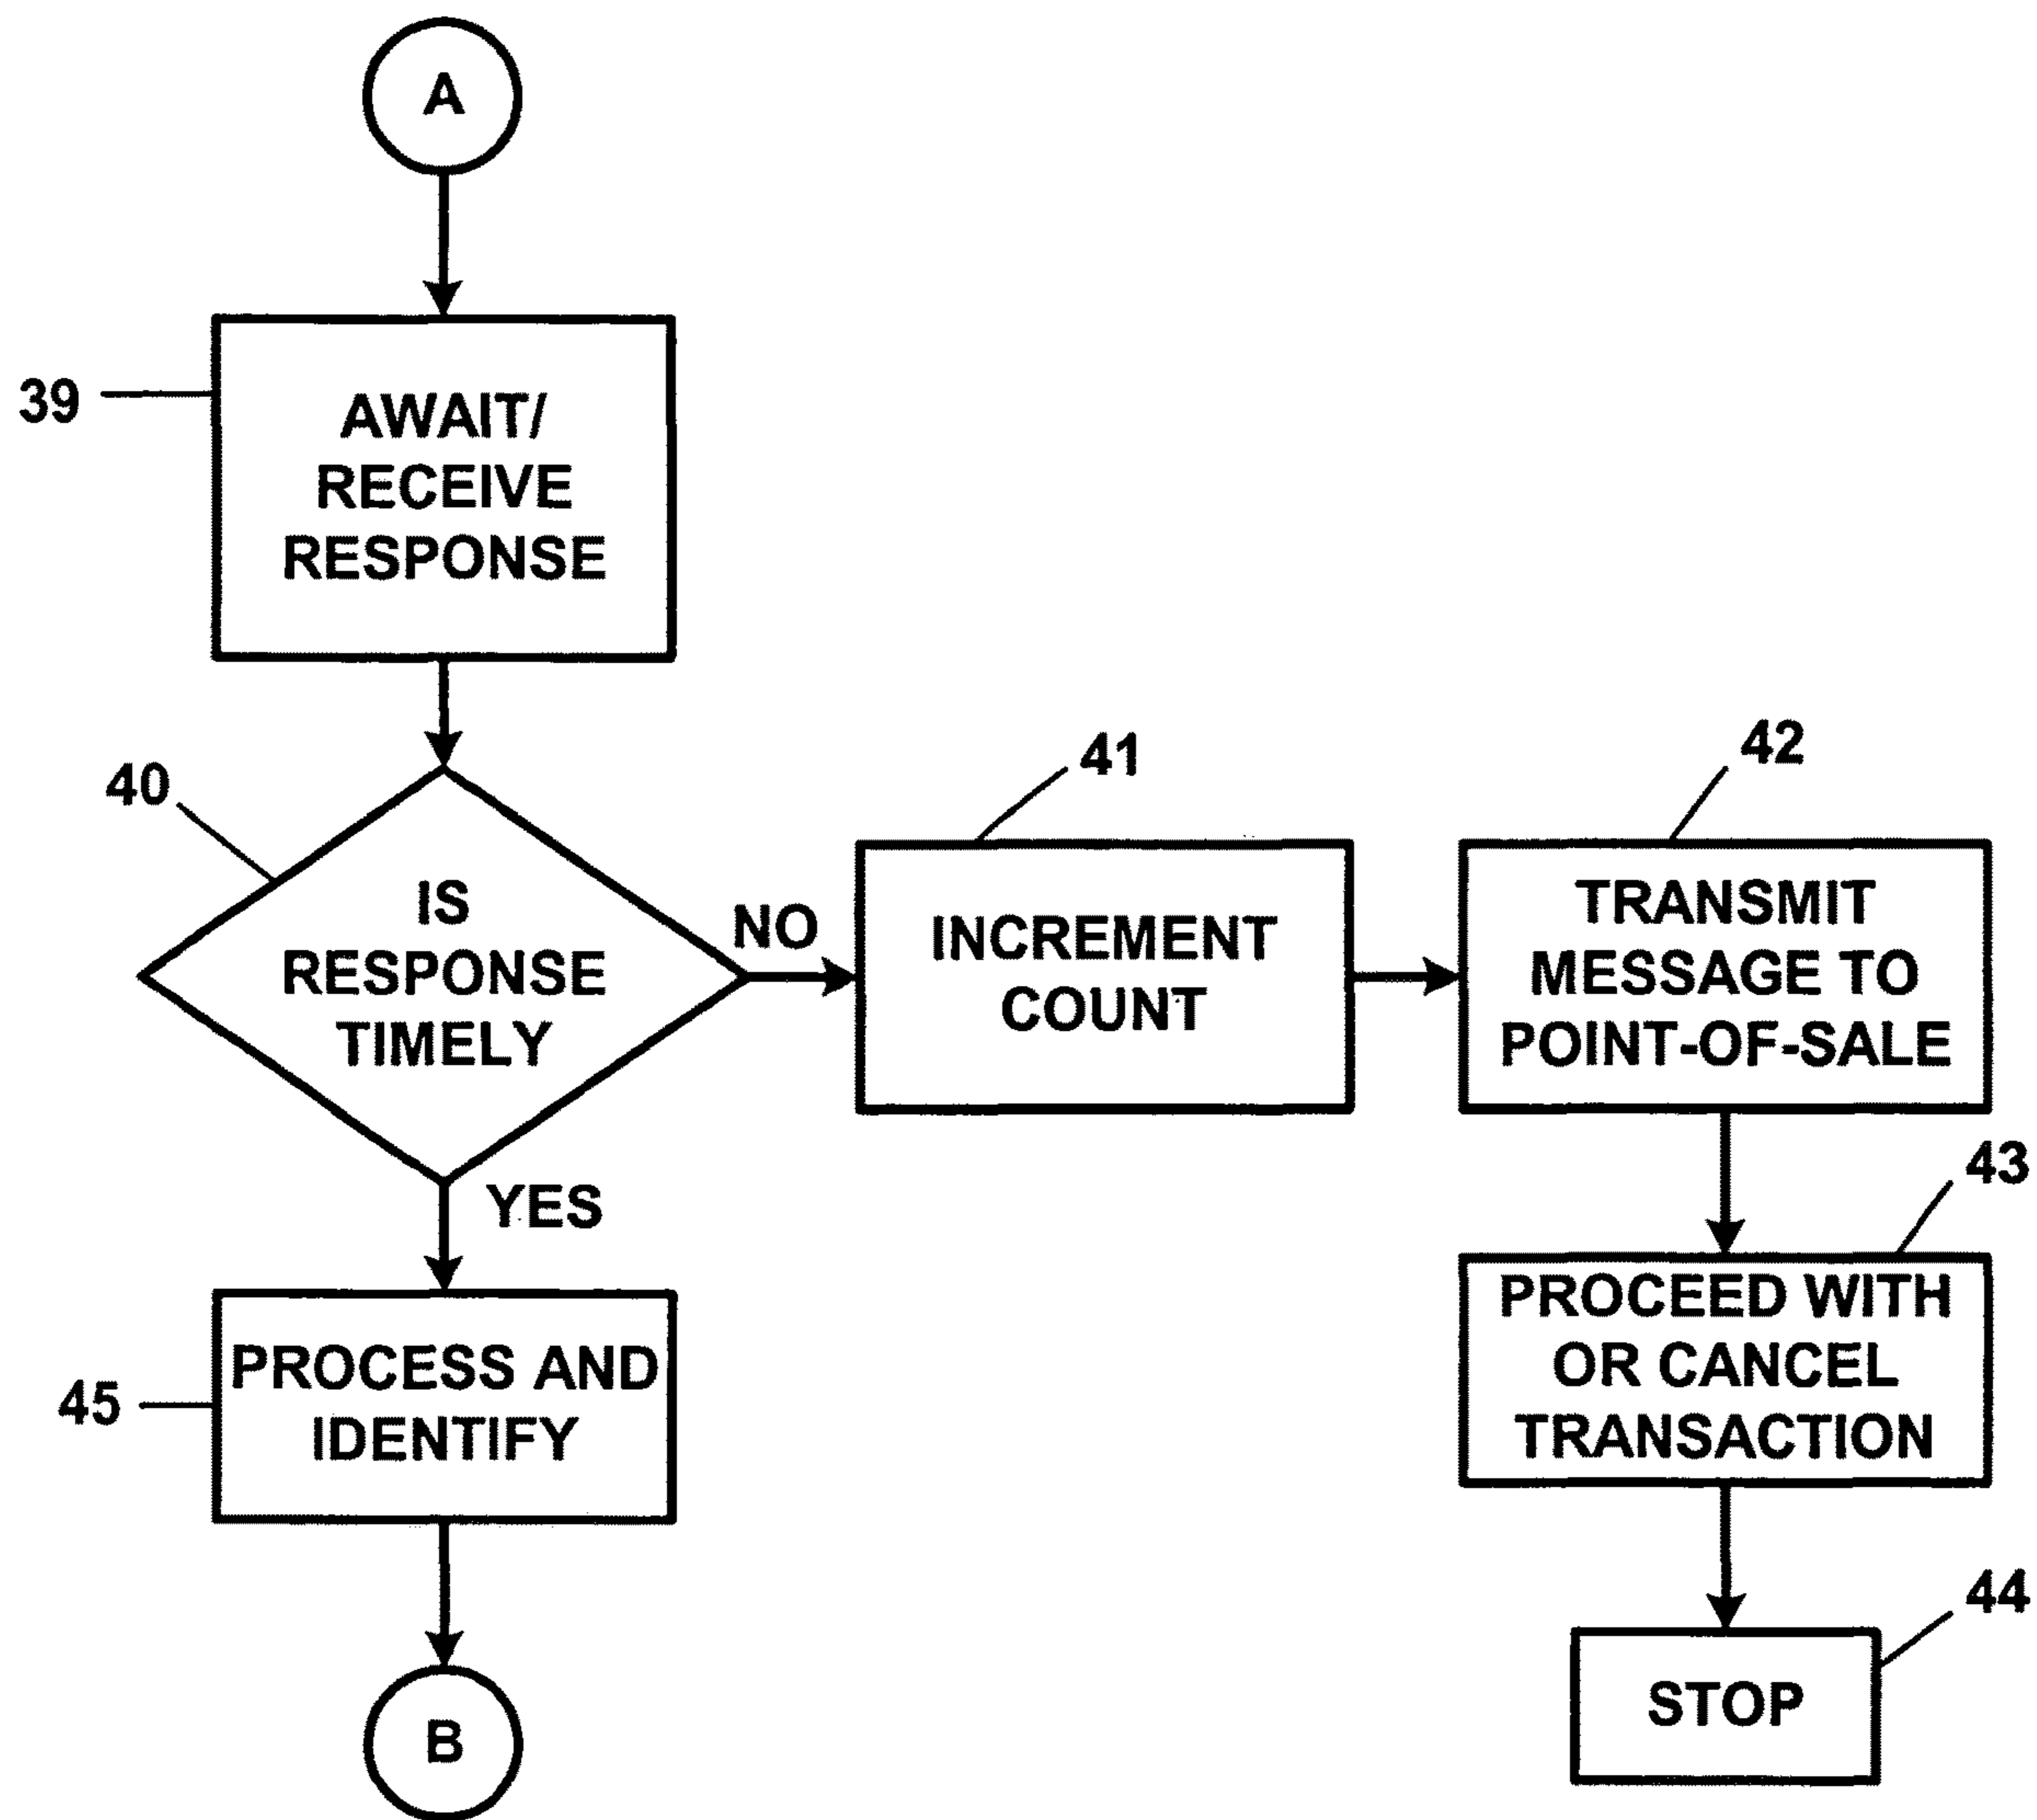 A
39
AWAIT/
RECEIVE
RESPONSE
40
IS
RESPONSE
TIMELY
NO
41
INCREMENT
COUNT
42
TRANSMIT
MESSAGE TO
POINT-OF-SALE
43
PROCEED WITH
OR CANCEL
TRANSACTION
44
STOP
YES
45
PROCESS AND
IDENTIFY
B